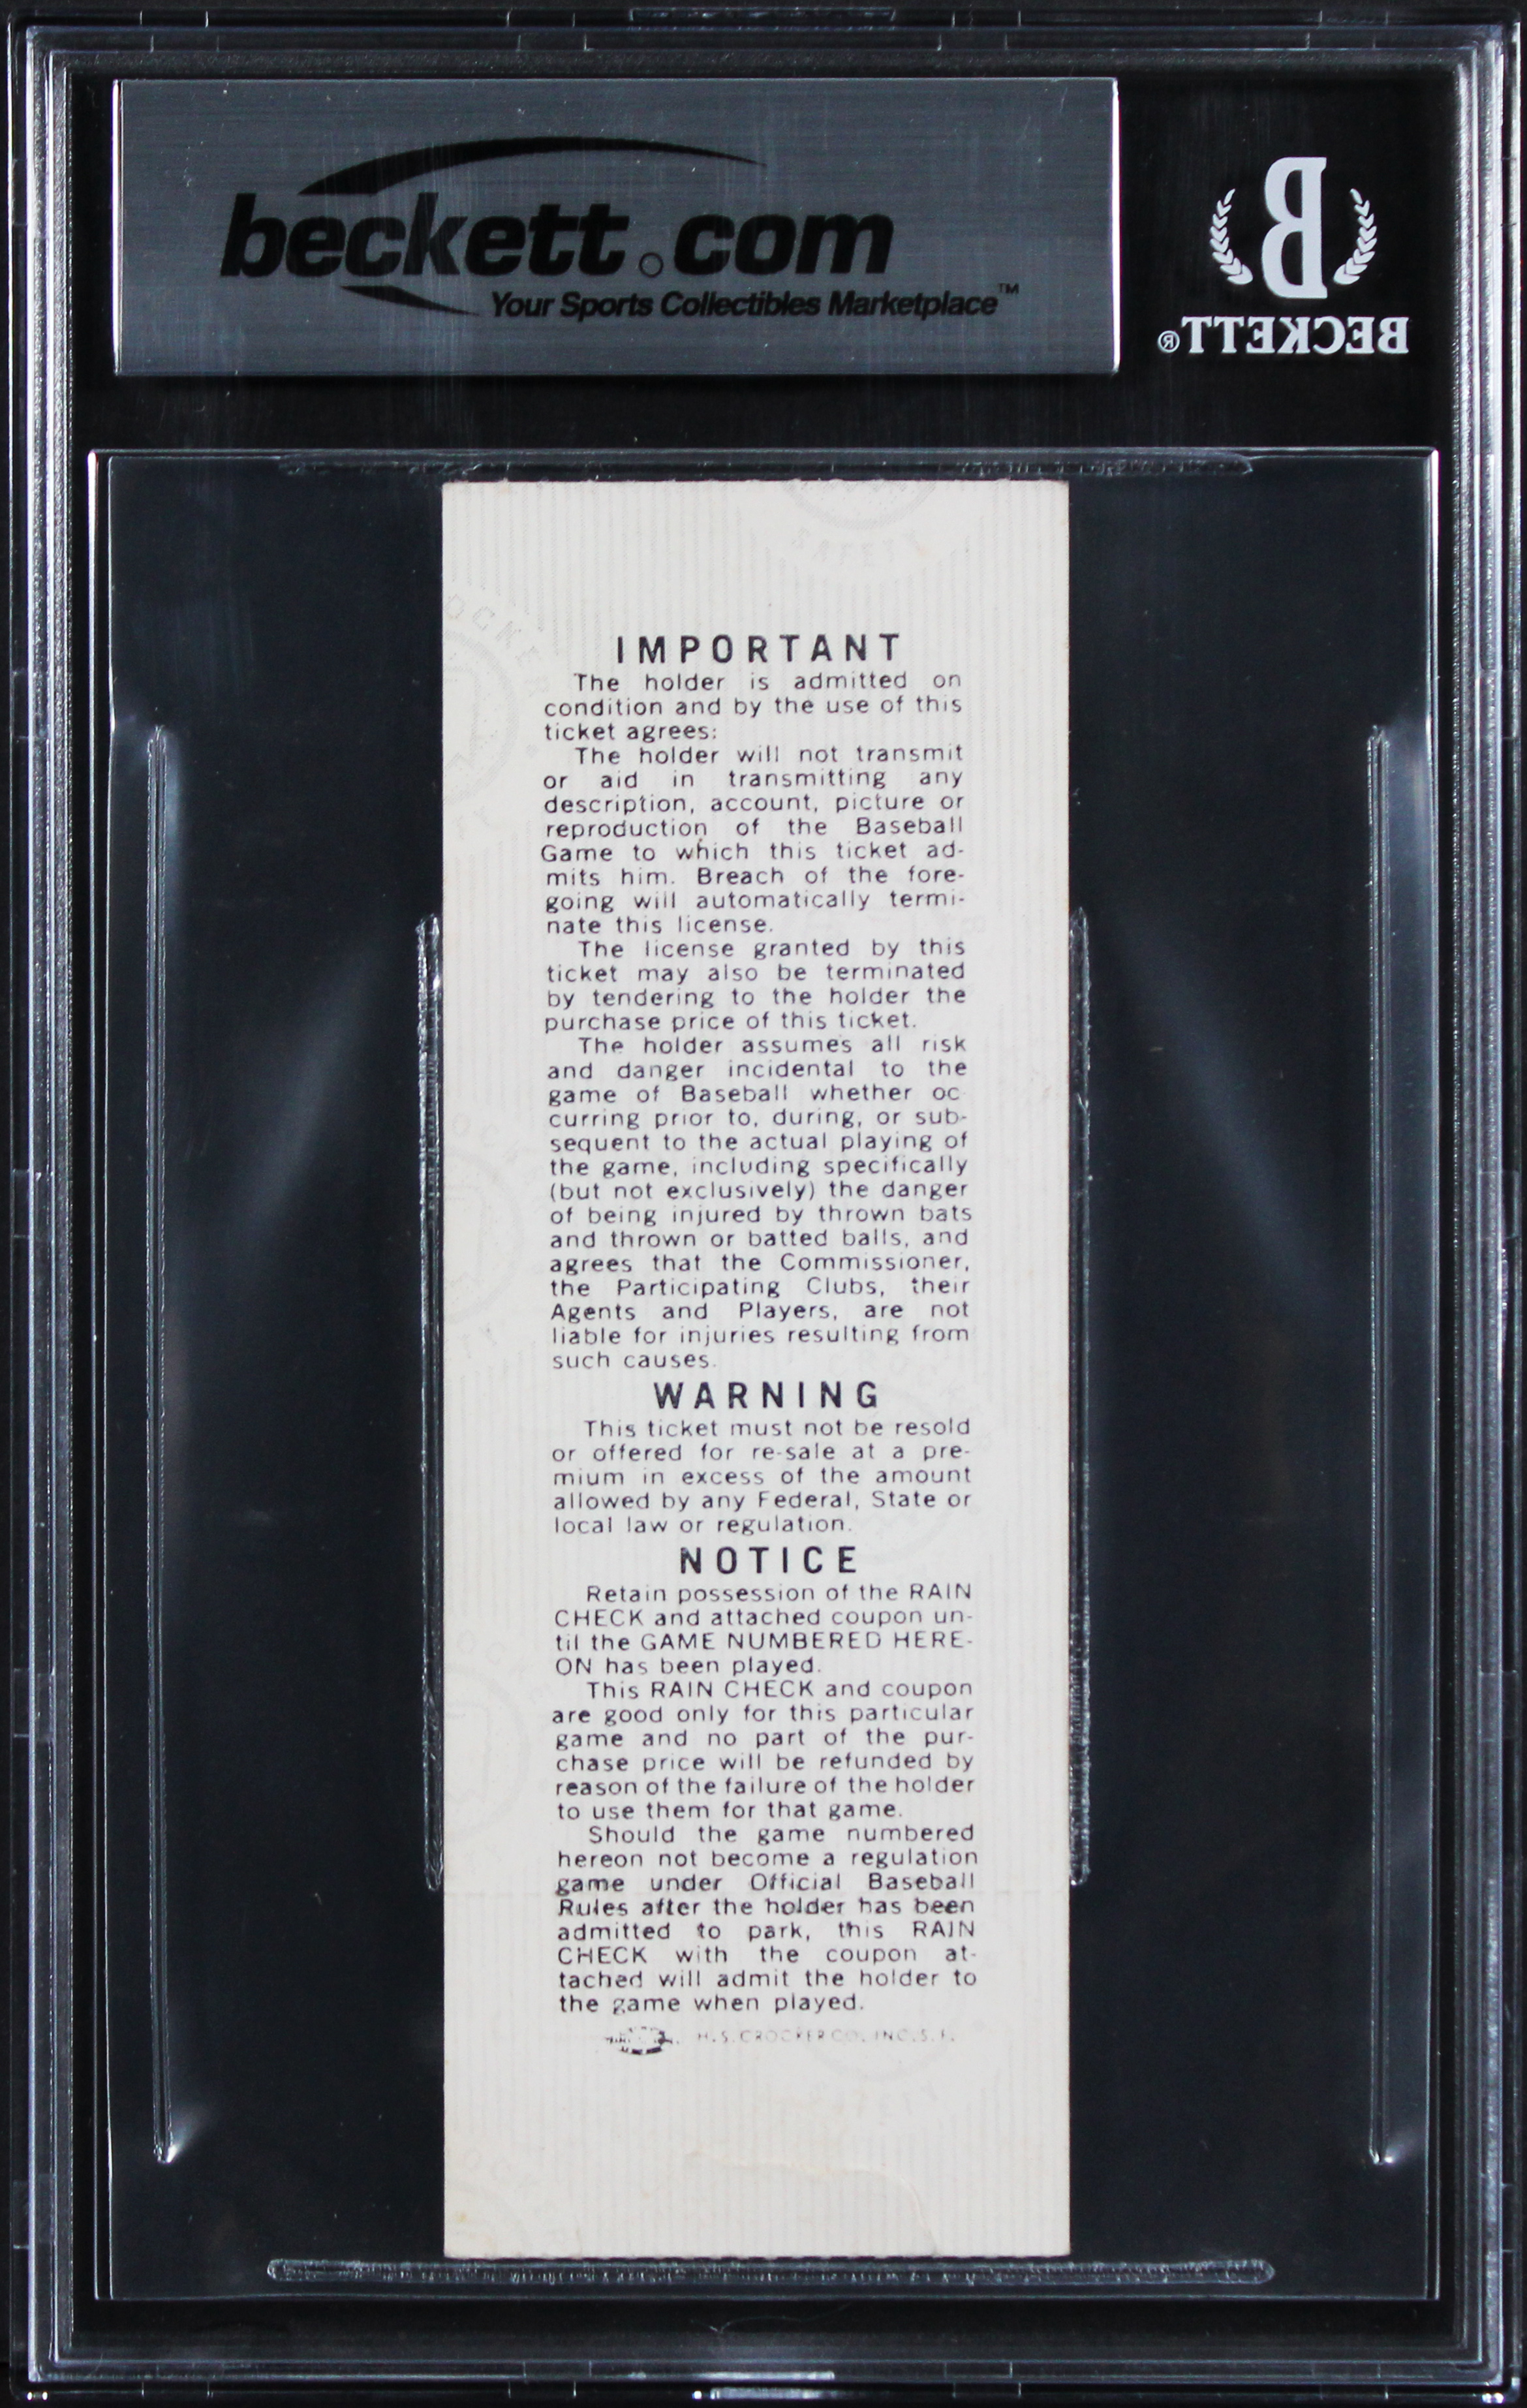 beckett.com
Your Sports Collectibles Marketplace™
BECKETT®
IMPORTANT
The holder is admitted on
condition and by the use of this
ticket agrees:
The holder will not transmit
or aid in transmitting any
description, account, picture or
reproduction of the Baseball
Game to which this ticket ad-
mits him. Breach of the fore-
going will automatically termi-
nate this license.
The license granted by this
ticket may also be terminated
by tendering to the holder the
purchase price of this ticket.
The holder assumes all risk
and danger incidental to the
game of Baseball whether oc
curring prior to, during, or sub-
sequent to the actual playing of
the game, including specifically
(but not exclusively) the danger
of being injured by thrown bats
and thrown or batted balls, and
agrees that the Commissioner,
the Participating Clubs, their
Agents and Players, are not
liable for injuries resulting from
such causes.
WARNING
This ticket must not be resold
or offered for re-sale at a pre-
mium in excess of the amount
allowed by any Federal, State or
local law or regulation.
NOTICE
Retain possession of the RAIN
CHECK and attached coupon un-
til the GAME NUMBERED HERE-
ON has been played.
This RAIN CHECK and coupon
are good only for this particular
game and no part of the pur-
chase price will be refunded by
reason of the failure of the holder
to use them for that game.
Should the game numbered
hereon not become a regulation
game under Official Baseball
Rules after the holder has been
admitted to park, this RAIN
CHECK with the coupon at-
tached will admit the holder to
the game when played.
H.S. CROCKER CO. INC. S.F.